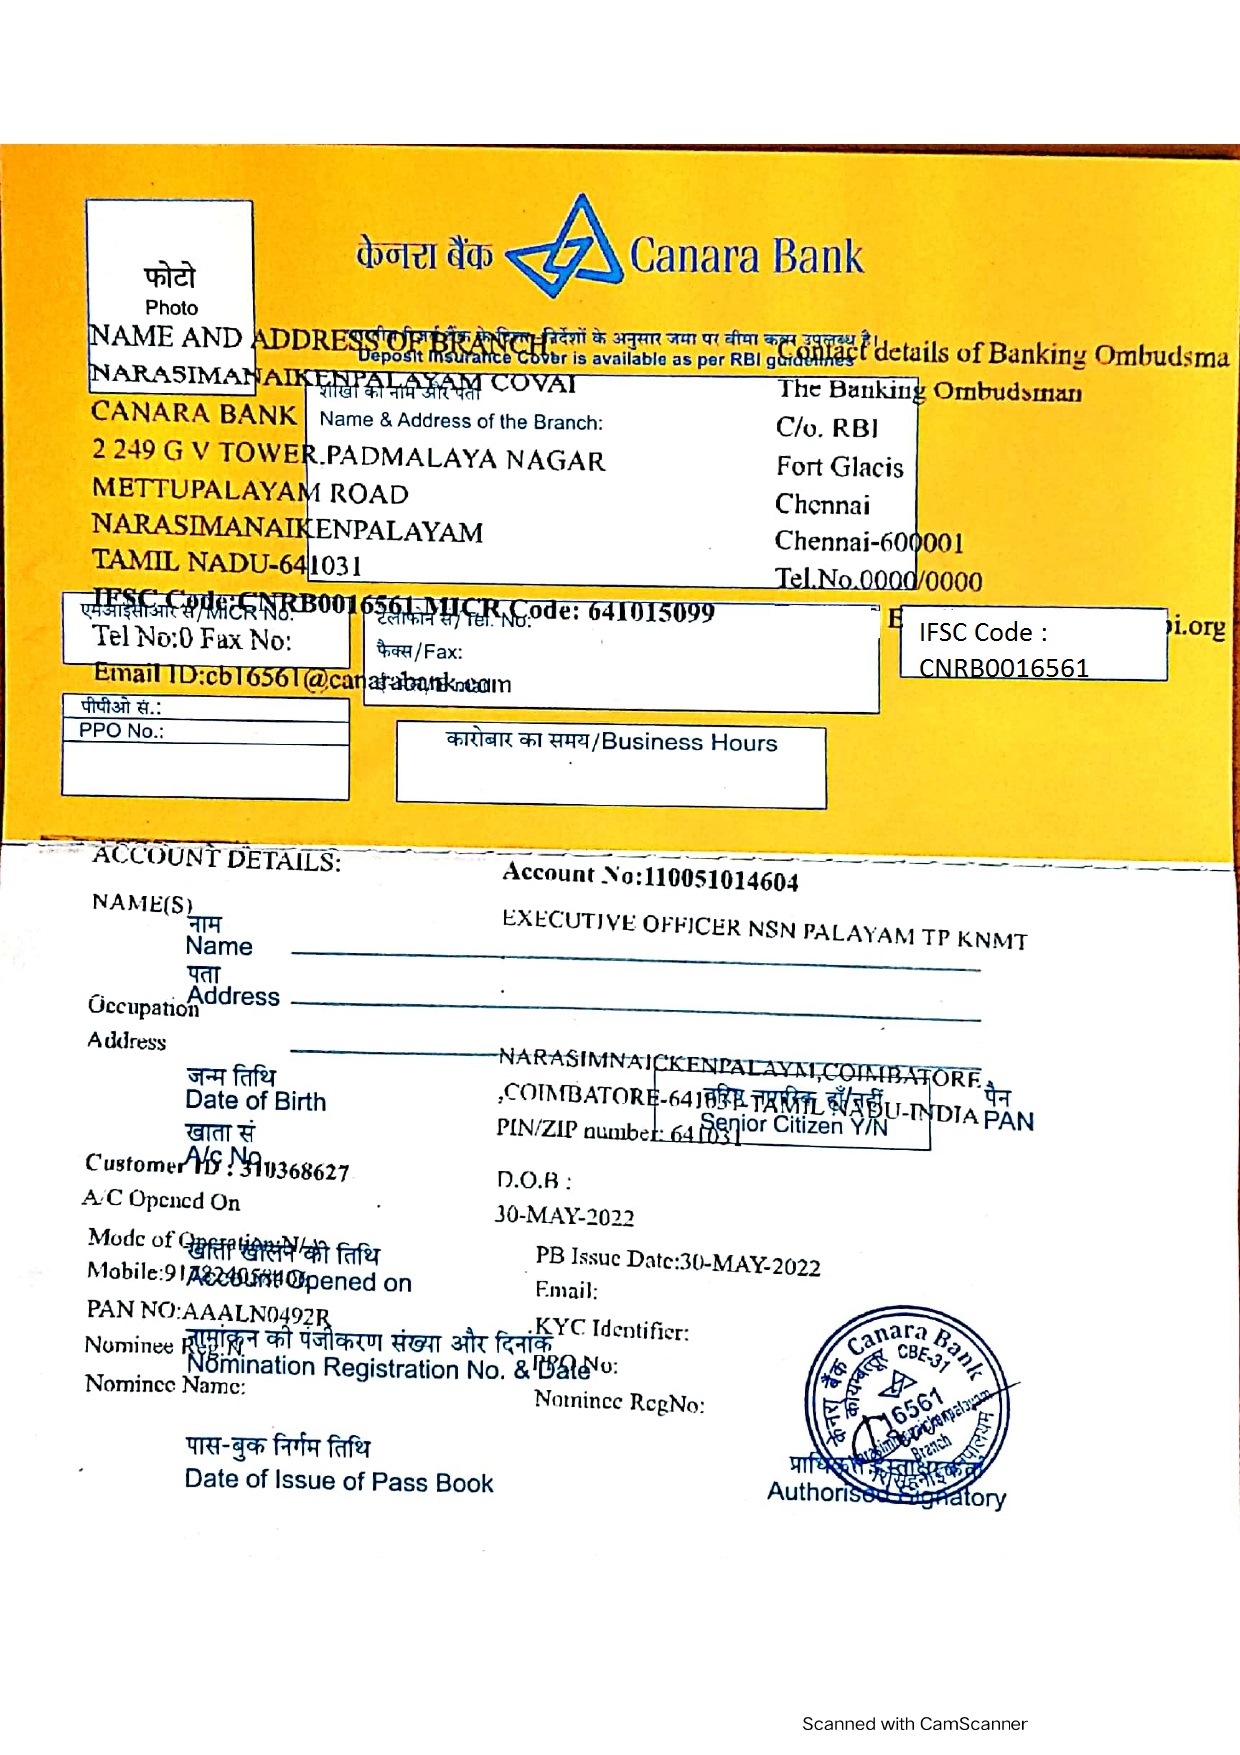 फोटो
Photo
केनरा बैंक Canara Bank
NAME AND ADDRESS OF BRANCH
के निर्देशों के अनुसार जमा पर बीमा कवर उपलब्ध है।
Deposit Insurance Cover is available as per RBI guidelines
Contact details of Banking Ombudsma
NARASIMANAIKENPALAYAM COVAI
शाखा का नाम और पता
The Banking Ombudsman
CANARA BANK
Name & Address of the Branch:
C/o. RBI
2 249 G V TOWER.PADMALAYA NAGAR
Fort Glacis
METTUPALAYAM ROAD
Chennai
NARASIMANAIKENPALAYAM
Chennai-600001
TAMIL NADU-641031
Tel.No.0000/0000
IFSC Code:CNRB0016561 MICR Code: 641015099
एमआईसीआर सं/MICR No.
टेलीफोन सं/Tel. No:
E
bi.org
IFSC Code :
CNRB0016561
Tel No:0 Fax No:
फैक्स/Fax:
Email ID:cb16561@canarabank.com
पीपीओ सं.:
PPO No.:
कारोबार का समय/Business Hours
ACCOUNT DETAILS:
Account No:110051014604
NAME(S)
EXECUTIVE OFFICER NSN PALAYAM TP KNMT
नाम
Name
पता
Address
Occupation
Address
NARASIMNAICKENPALAYM,COIMBATORE,
जन्म तिथि
Date of Birth
,COIMBATORE-641031-TAMIL NADU-INDIA
वरिष्ठ नागरिक हाँ/नहीं
Senior Citizen Y/N
पैन
PAN
PIN/ZIP number: 641031
खाता सं
A/c No.
Customer ID : 310368627
D.O.B :
A/C Opened On
30-MAY-2022
Mode of Operation:N/
खाता खोलने की तिथि
Account Opened on
PB Issue Date:30-MAY-2022
Mobile:91
Email:
PAN NO:AAALN0492R
KYC Identifier:
नामांकन की पंजीकरण संख्या और दिनांक
Nominee Reg:N
Nomination Registration No. & Date
PPO No:
Nominee Name:
Nominee RegNo:
पास-बुक निर्गम तिथि
Date of Issue of Pass Book
केनरा बैंक Canara Bank
कोयम्बत्तूर CBE-31
16561
Narasimnaickenpalayam
Branch
प्राधिकृत हस्ताक्षरकर्ता
Authorised Signatory
Scanned with CamScanner